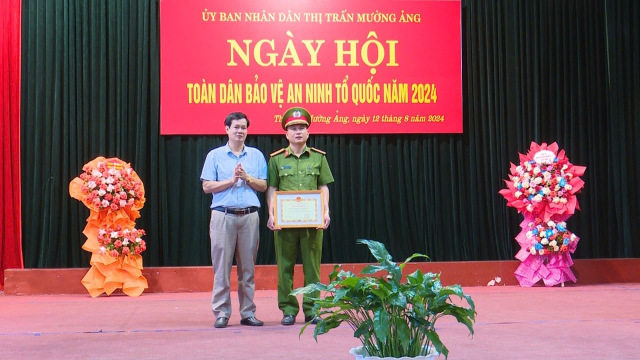 ỦY BAN NHÂN DÂN THỊ TRẤN MƯỜNG ẢNG
NGÀY HỘI
TOÀN DÂN BẢO VỆ AN NINH TỔ QUỐC NĂM 2024
Mường Ảng, ngày 12 tháng 8 năm 2024